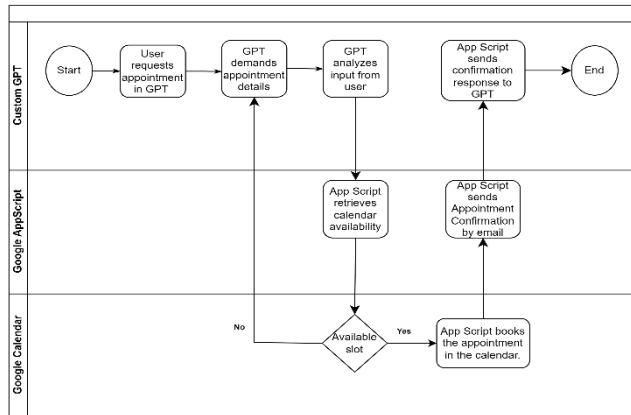 Custom GPT
Start
User
requests
appointment
in GPT
GPT
demands
appointment
details
GPT
analyzes
input from
user
App Script
sends
confirmation
response to
GPT
End
Google AppScript
App Script
retrieves
calendar
availability
App Script
sends
Appointment
Confirmation
by email
Google Calendar
No
Available
slot
Yes
App Script books
the appointment
in the calendar.